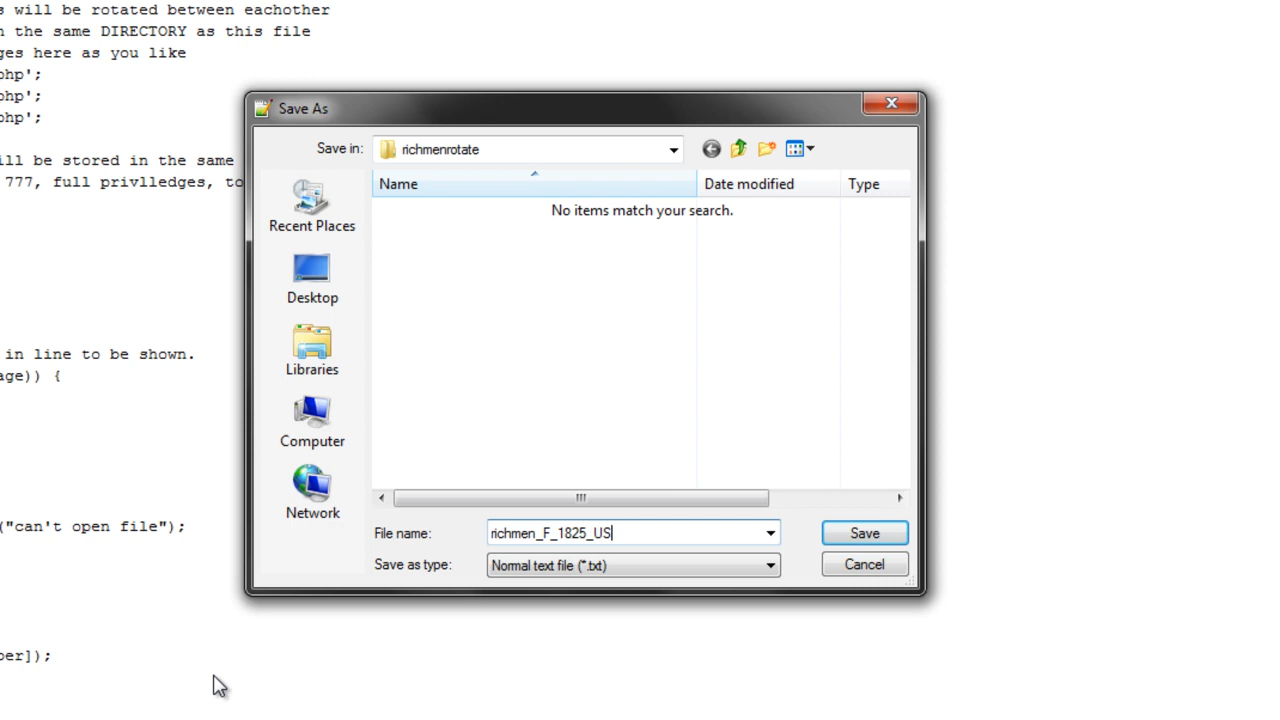 s will be rotated between eachother
n the same DIRECTORY as this file
ges here as you like
php';
php';
php';
ill be stored in the same
777, full privlledges, to
in line to be shown.
age)) {
("can't open file");
ber]);
Save As
Save in:
richmenrotate
Name
Date modified
Type
No items match your search.
Recent Places
Desktop
Libraries
Computer
Network
File name:
richmen_F_1825_US
Save
Save as type:
Normal text file (*.txt)
Cancel